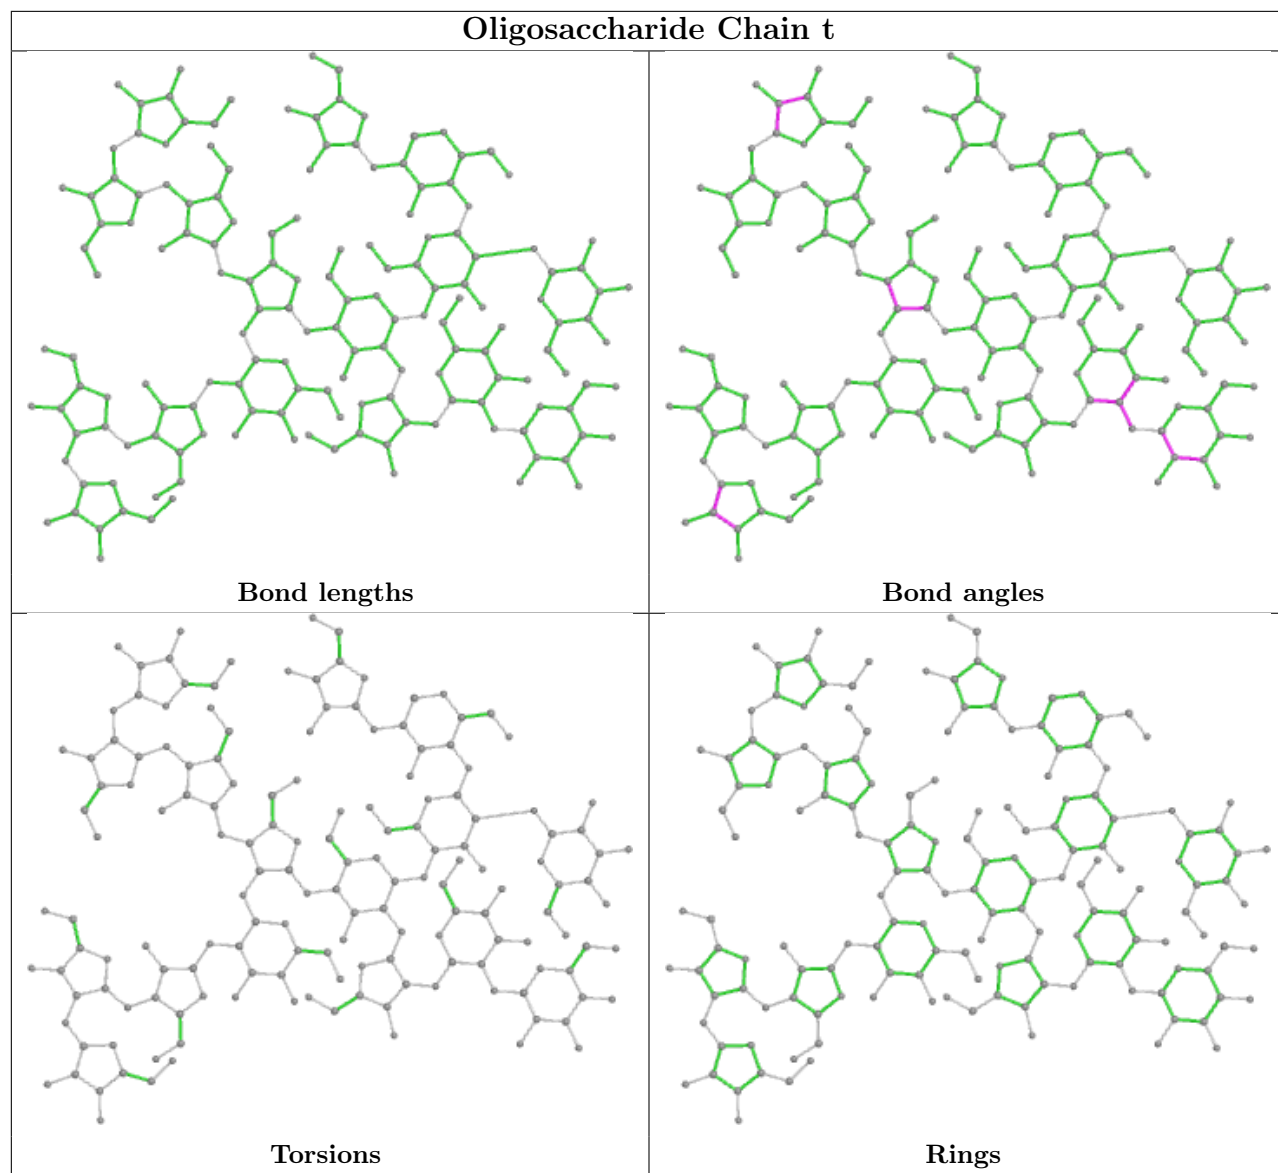 Oligosaccharide Chain t
Bond lengths
Bond angles
Torsions
Rings